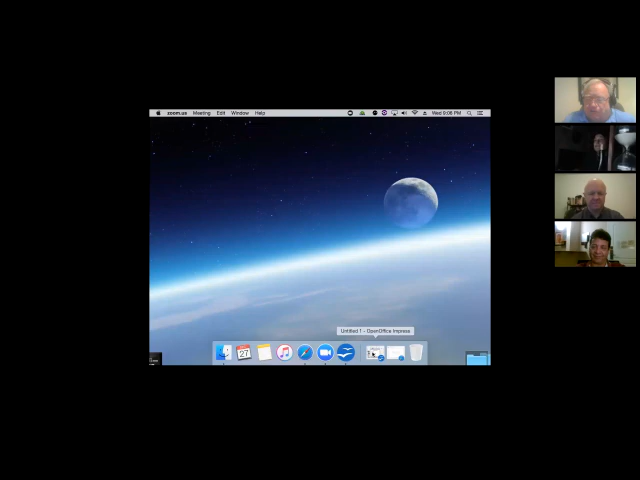 zoom.us Meeting Edit Window Help Wed 9:06 PM
Untitled 1 - OpenOffice Impress
27